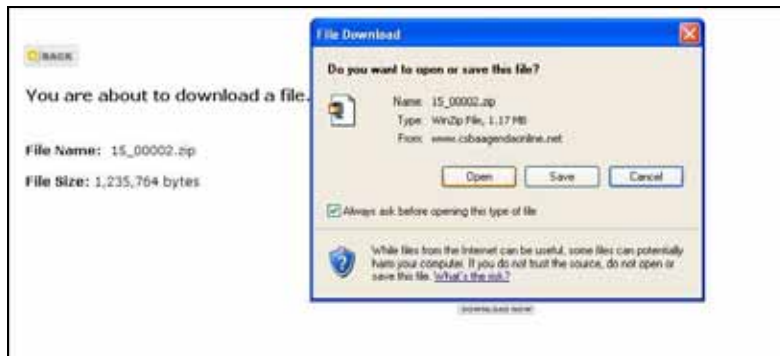 BACK
You are about to download a file.
File Name: 15_00002.zip
File Size: 1,235,764 bytes
File Download
Do you want to open or save this file?
Name: 15_00002.zip
Type: WinZip File, 1.17 MB
From: www.csbaagendaonline.net
Open Save Cancel
Always ask before opening this type of file
While files from the Internet can be useful, some files can potentially
harm your computer. If you do not trust the source, do not open or
save this file. What's the risk?
DOWNLOAD NOW